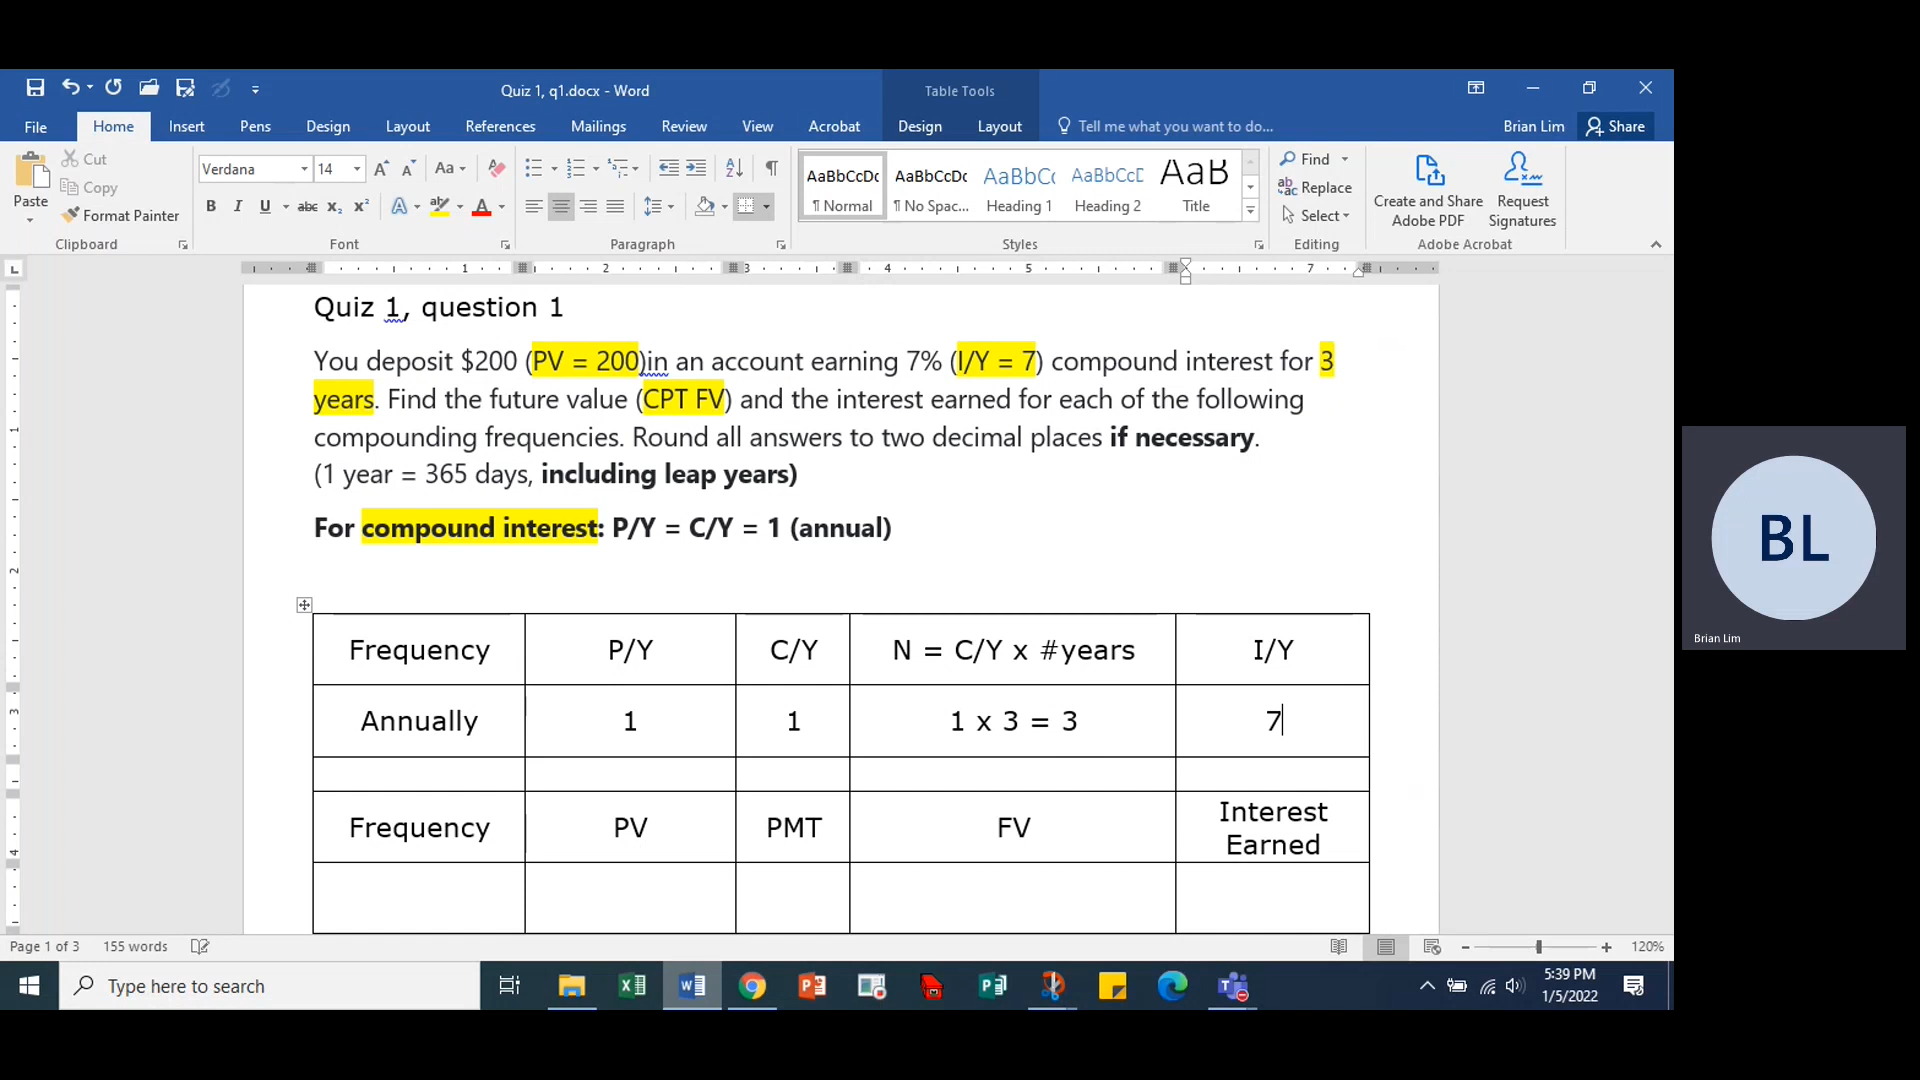 Quiz 1, q1.docx - Word
Table Tools
File Home Insert Pens Design Layout References Mailings Review View Acrobat Design Layout Tell me what you want to do... Brian Lim Share
Paste
Cut
Copy
Format Painter
Clipboard
Verdana 14
Font
Paragraph
AaBbCcDc AaBbCcDc AaBbCc AaBbCcD AaB
¶ Normal ¶ No Spac... Heading 1 Heading 2 Title
Styles
Find
Replace
Select
Editing
Create and Share Adobe PDF
Request Signatures
Adobe Acrobat
1 2 3 4 5 7
Quiz 1, question 1
You deposit $200 (PV = 200)in an account earning 7% (I/Y = 7) compound interest for 3
years. Find the future value (CPT FV) and the interest earned for each of the following
compounding frequencies. Round all answers to two decimal places if necessary.
(1 year = 365 days, including leap years)
For compound interest: P/Y = C/Y = 1 (annual)
Frequency P/Y C/Y N = C/Y x #years I/Y
Annually 1 1 1 x 3 = 3 7
Frequency PV PMT FV Interest Earned
BL
Brian Lim
Page 1 of 3 155 words 120%
Type here to search
5:39 PM
1/5/2022